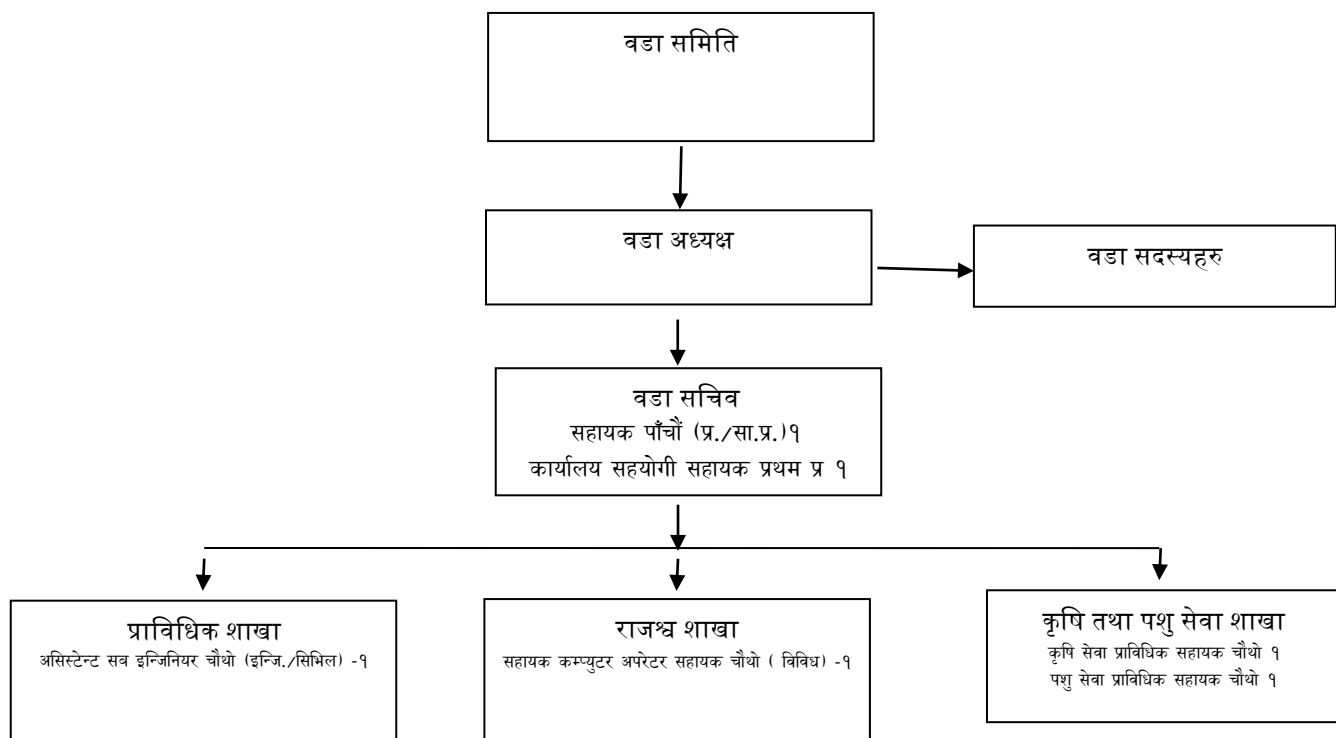 वडा समिति
वडा अध्यक्ष
वडा सदस्यहरु
वडा सचिव
सहायक पाँचौं (प्र./सा.प्र.)१
कार्यालय सहयोगी सहायक प्रथम प्र १
प्राविधिक शाखा
असिस्टेन्ट सब इन्जिनियर चौथो (इन्जि./सिभिल) -१
राजश्व शाखा
सहायक कम्प्युटर अपरेटर सहायक चौथो ( विविध) -१
कृषि तथा पशु सेवा शाखा
कृषि सेवा प्राविधिक सहायक चौथो १
पशु सेवा प्राविधिक सहायक चौथो १